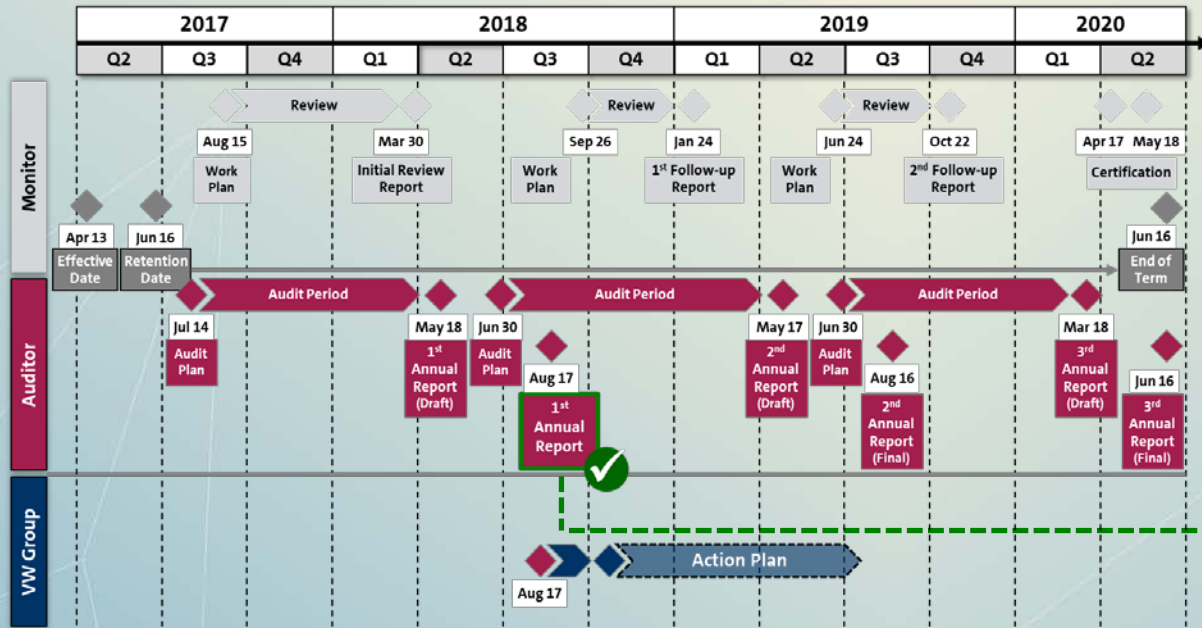 2017 2018 2019 2020
Q2 Q3 Q4 Q1 Q2 Q3 Q4 Q1 Q2 Q3 Q4 Q1 Q2
Monitor
Review Review Review
Aug 15 Mar 30 Sep 26 Jan 24 Jun 24 Oct 22 Apr 17 May 18
Work
Plan
Initial Review
Report
Work
Plan
1st Follow-up
Report
Work
Plan
2nd Follow-up
Report
Certification
Apr 13 Jun 16 Jun 16
Effective
Date
Retention
Date
End of
Term
Auditor
Audit Period Audit Period Audit Period
Jul 14 May 18 Jun 30 May 17 Jun 30 Mar 18
Audit
Plan
1st
Annual
Report
(Draft)
Audit
Plan
Aug 17
1st
Annual
Report
2nd
Annual
Report
(Draft)
Audit
Plan
Aug 16
2nd
Annual
Report
(Final)
3rd
Annual
Report
(Draft)
Jun 16
3rd
Annual
Report
(Final)
VW Group
Action Plan
Aug 17